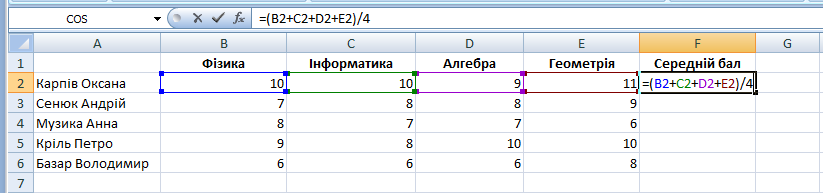 COS fx =(B2+C2+D2+E2)/4
A B C D E F G
1 Фізика Інформатика Алгебра Геометрія Середній бал
2 Карпів Оксана 10 10 9 11 =(B2+C2+D2+E2)/4
3 Сенюк Андрій 7 8 8 9
4 Музика Анна 8 7 7 6
5 Кріль Петро 9 8 10 10
6 Базар Володимир 6 6 6 8
7